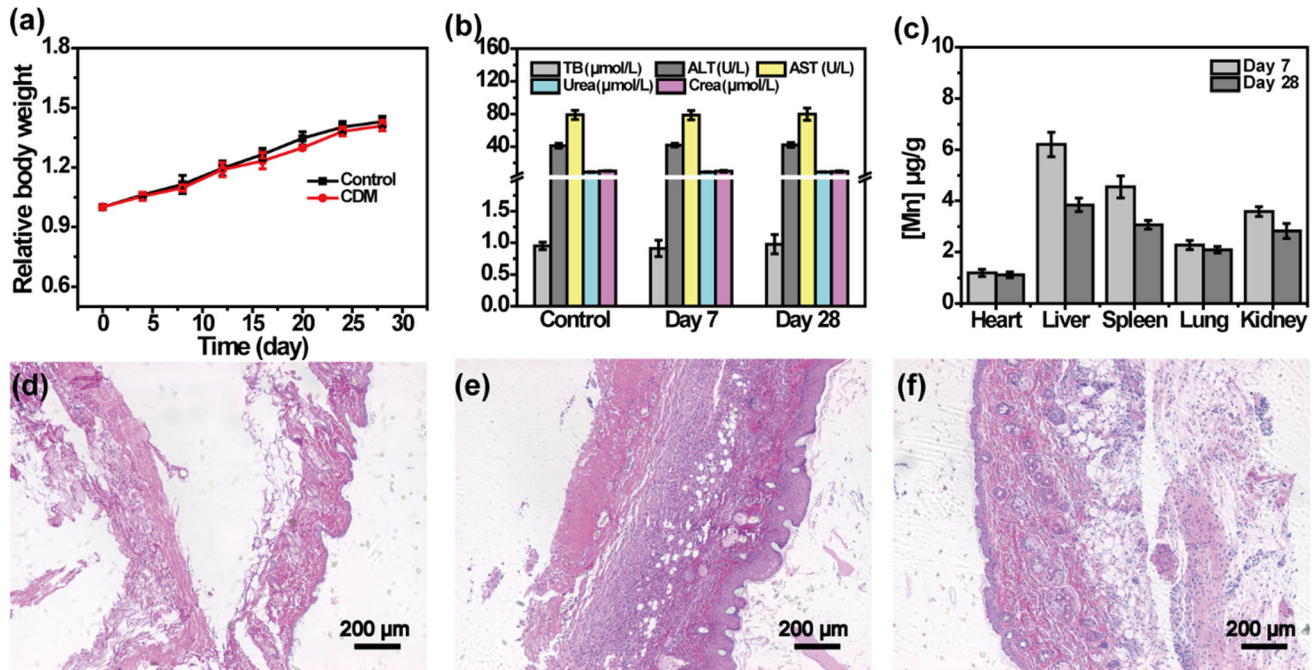 (a)
1.8
1.5
1.2
0.9
0.6
Relative body weight
Control
CDM
0 5 10 15 20 25 30
Time (day)
(b)
160
120
80
40
1.5
1.0
0.5
0.0
TB(μmol/L) ALT(U/L) AST (U/L)
Urea(μmol/L) Crea(μmol/L)
Control Day 7 Day 28
(c)
10
8
6
4
2
0
[Mn] μg/g
Day 7
Day 28
Heart Liver Spleen Lung Kidney
(d)
200 μm
(e)
200 μm
(f)
200 μm